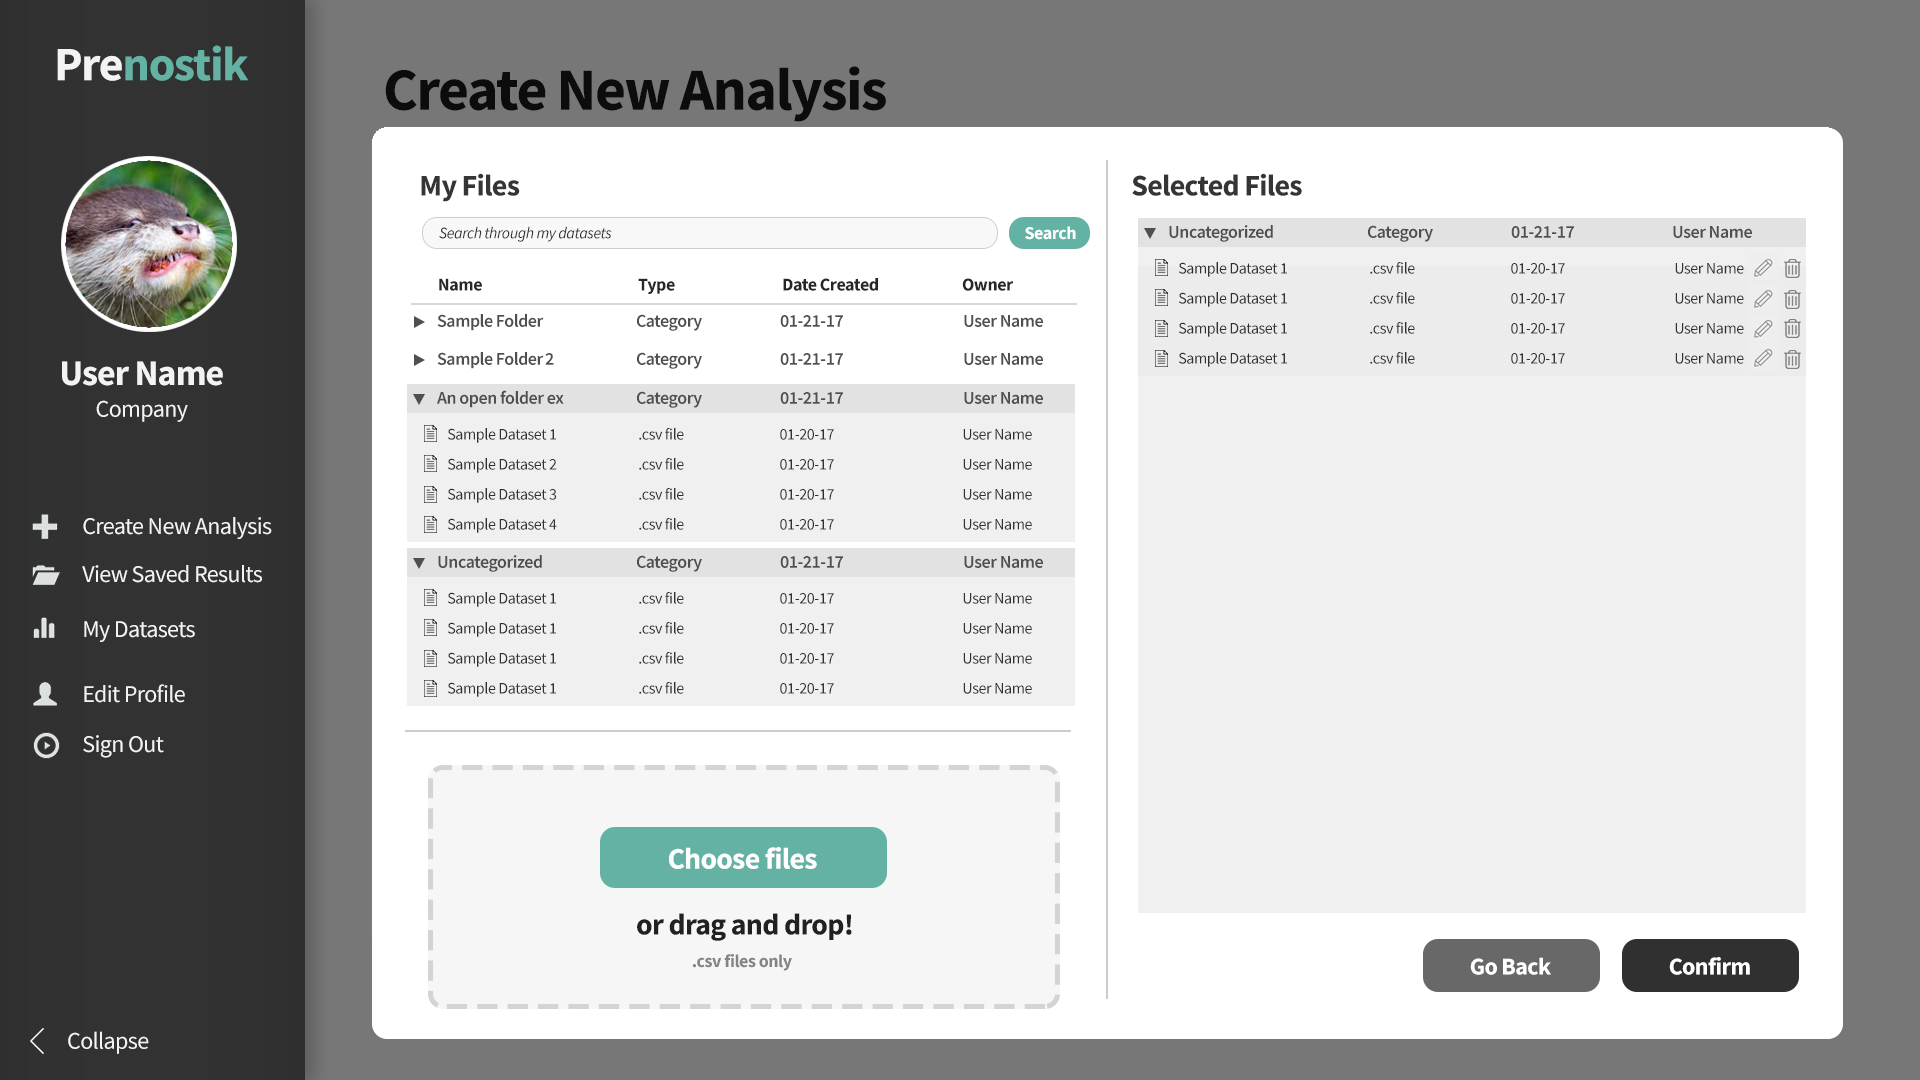 Prenostik
User Name
Company
Create New Analysis
View Saved Results
My Datasets
Edit Profile
Sign Out
Collapse
Create New Analysis
My Files
Search through my datasets
Search
Name Type Date Created Owner
Sample Folder Category 01-21-17 User Name
Sample Folder 2 Category 01-21-17 User Name
An open folder ex Category 01-21-17 User Name
Sample Dataset 1 .csv file 01-20-17 User Name
Sample Dataset 2 .csv file 01-20-17 User Name
Sample Dataset 3 .csv file 01-20-17 User Name
Sample Dataset 4 .csv file 01-20-17 User Name
Uncategorized Category 01-21-17 User Name
Sample Dataset 1 .csv file 01-20-17 User Name
Sample Dataset 1 .csv file 01-20-17 User Name
Sample Dataset 1 .csv file 01-20-17 User Name
Sample Dataset 1 .csv file 01-20-17 User Name
Choose files
or drag and drop!
.csv files only
Selected Files
Uncategorized Category 01-21-17 User Name
Sample Dataset 1 .csv file 01-20-17 User Name
Sample Dataset 1 .csv file 01-20-17 User Name
Sample Dataset 1 .csv file 01-20-17 User Name
Sample Dataset 1 .csv file 01-20-17 User Name
Go Back
Confirm